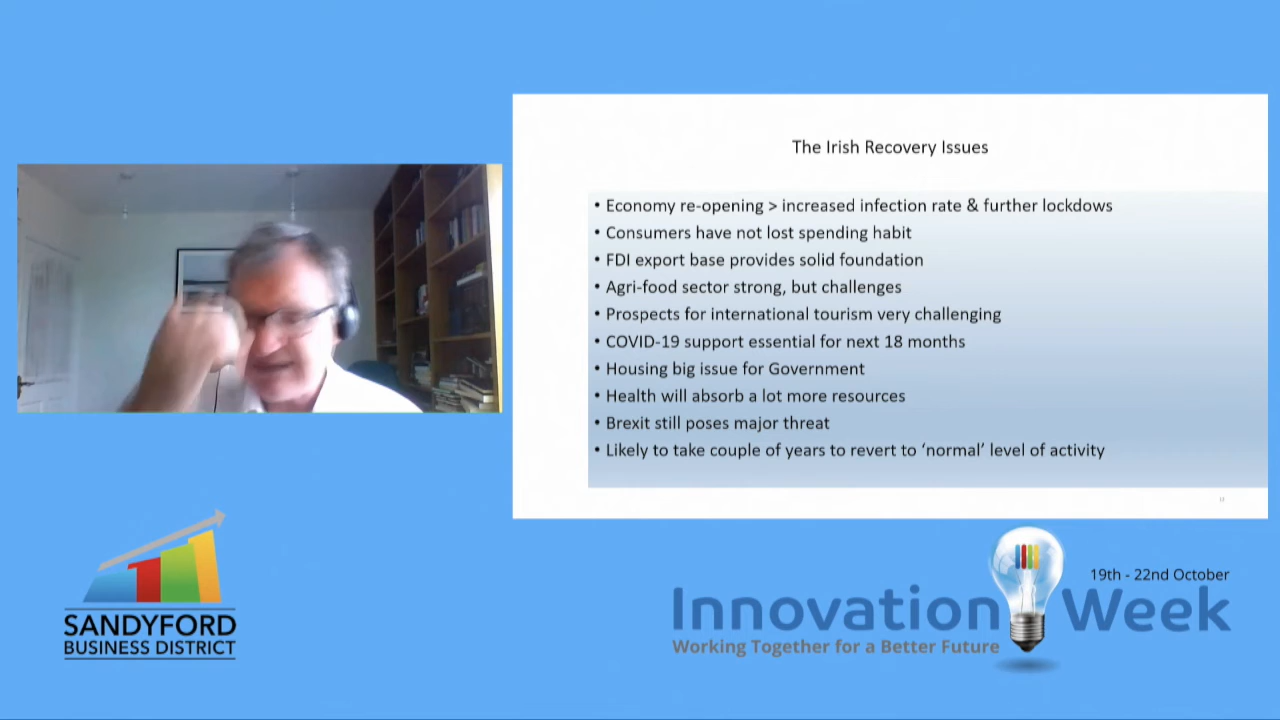 The Irish Recovery Issues
• Economy re-opening > increased infection rate & further lockdows
• Consumers have not lost spending habit
• FDI export base provides solid foundation
• Agri-food sector strong, but challenges
• Prospects for international tourism very challenging
• COVID-19 support essential for next 18 months
• Housing big issue for Government
• Health will absorb a lot more resources
• Brexit still poses major threat
• Likely to take couple of years to revert to ‘normal’ level of activity
SANDYFORD
BUSINESS DISTRICT
19th - 22nd October
Innovation Week
Working Together for a Better Future